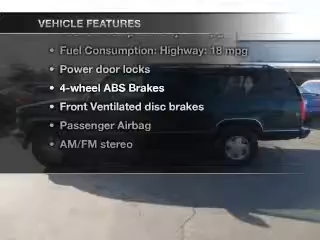 VEHICLE FEATURES
Fuel Consumption: Highway: 18 mpg
Power door locks
4-wheel ABS Brakes
Front Ventilated disc brakes
Passenger Airbag
AM/FM stereo